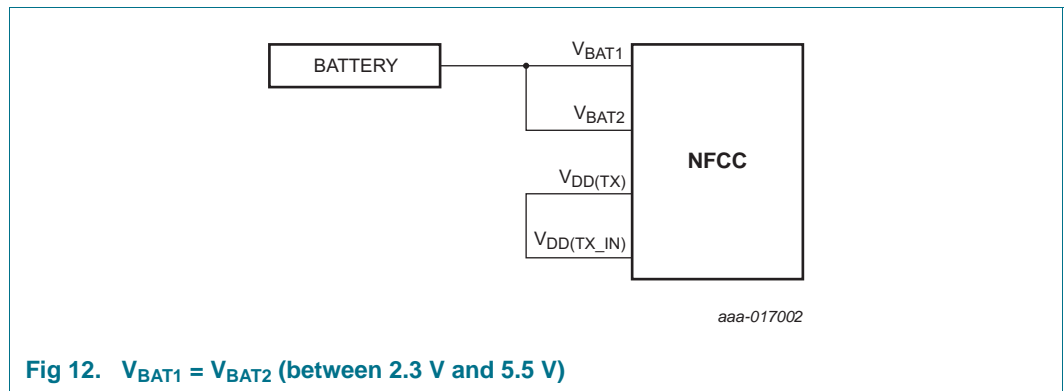 BATTERY
VBAT1
VBAT2
NFCC
VDD(TX)
VDD(TX_IN)
aaa-017002
Fig 12. VBAT1 = VBAT2 (between 2.3 V and 5.5 V)